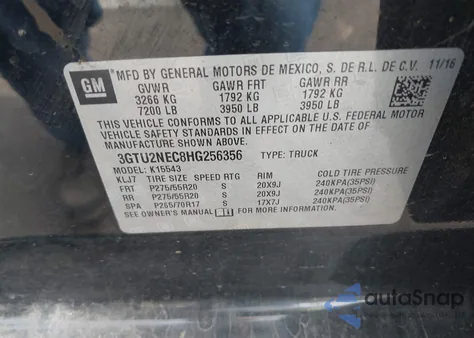 GM
MFD BY GENERAL MOTORS DE MEXICO, S. DE R.L. DE C.V. 11/16
GVWR GAWR FRT GAWR RR
3266 KG 1792 KG 1792 KG
7200 LB 3950 LB 3950 LB
THIS VEHICLE CONFORMS TO ALL APPLICABLE U.S. FEDERAL MOTOR
VEHICLE SAFETY STANDARDS IN EFFECT ON THE DATE OF
MANUFACTURE SHOWN ABOVE.
3GTU2NEC8HG256356 TYPE: TRUCK
MODEL: K15543
KLJ7 TIRE SIZE SPEED RTG RIM COLD TIRE PRESSURE
FRT P275/55R20 S 20X9J 240KPA(35PSI)
RR P275/55R20 S 20X9J 240KPA(35PSI)
SPA P265/70R17 S 17X7J 240KPA(35PSI)
SEE OWNER'S MANUAL FOR MORE INFORMATION
autoSnap